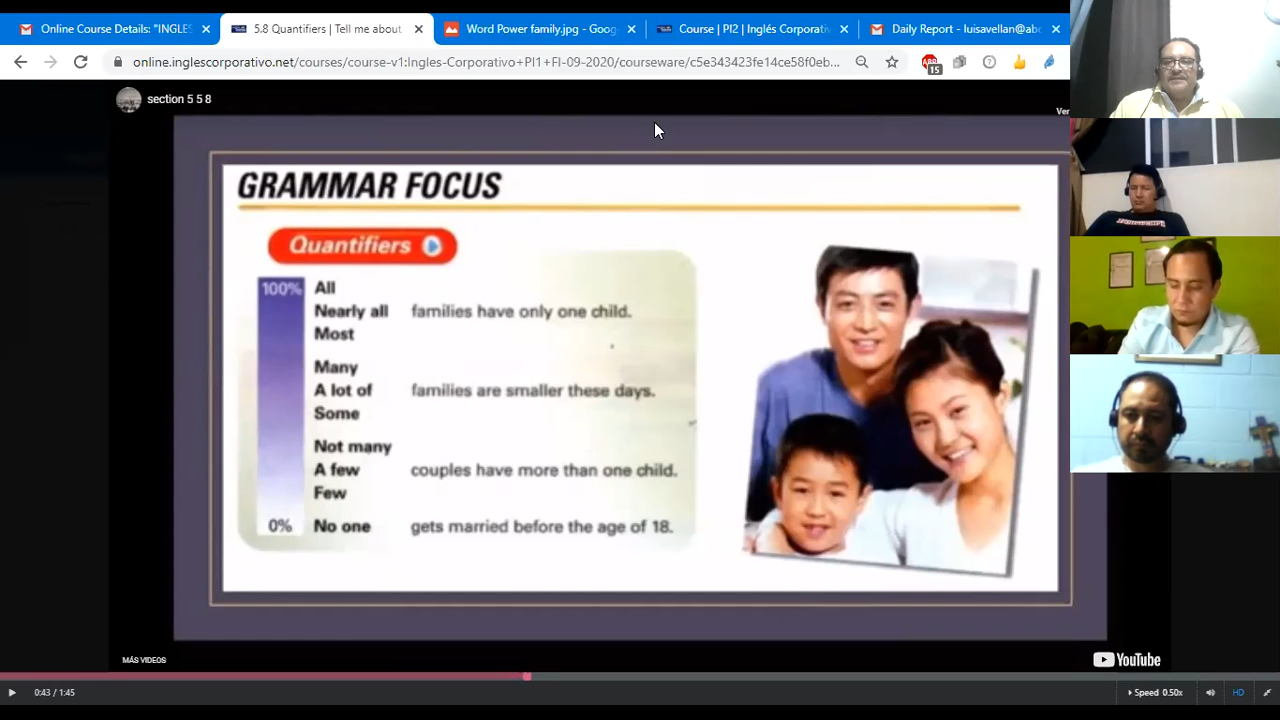 Online Course Details: "INGLES
5.8 Quantifiers | Tell me about
Word Power family.jpg - Goog
Course | PI2 | Inglés Corporativ
Daily Report - luisavellan@abc
online.inglescorporativo.net/courses/course-v1:Ingles-Corporativo+PI1+FI-09-2020/courseware/c5e343423fe14ce58f0eb...
15
section 5 5 8
Ver
GRAMMAR FOCUS
Quantifiers
100% All
Nearly all families have only one child.
Most
Many
A lot of families are smaller these days.
Some
Not many
A few couples have more than one child.
Few
0% No one gets married before the age of 18.
MÁS VIDEOS
YouTube
0:43 / 1:45
Speed 0.50x
HD